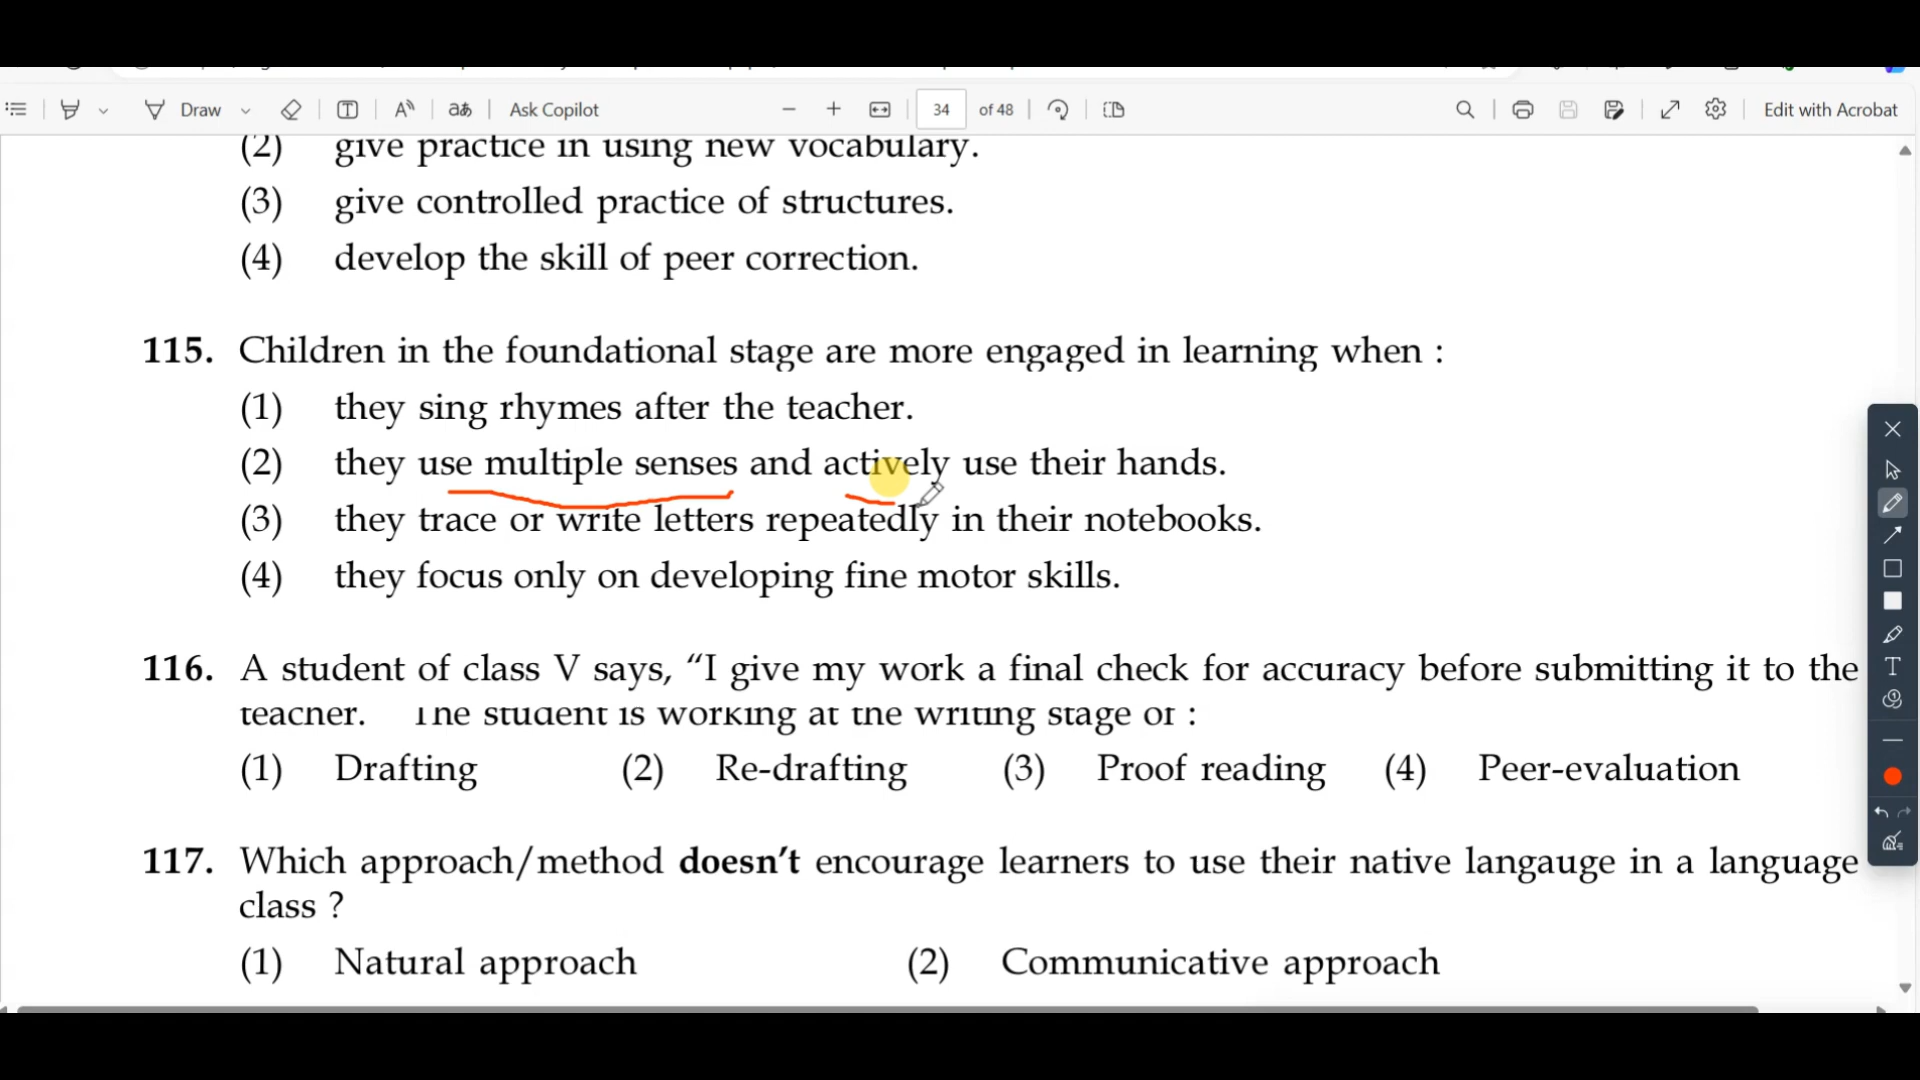 Draw
aあ
Ask Copilot
34 of 48
Edit with Acrobat
(2) give practice in using new vocabulary.
(3) give controlled practice of structures.
(4) develop the skill of peer correction.
115. Children in the foundational stage are more engaged in learning when :
(1) they sing rhymes after the teacher.
(2) they use multiple senses and actively use their hands.
(3) they trace or write letters repeatedly in their notebooks.
(4) they focus only on developing fine motor skills.
116. A student of class V says, “I give my work a final check for accuracy before submitting it to the
teacher. The student is working at the writing stage of :
(1) Drafting (2) Re-drafting (3) Proof reading (4) Peer-evaluation
117. Which approach/method doesn’t encourage learners to use their native langauge in a language
class ?
(1) Natural approach (2) Communicative approach